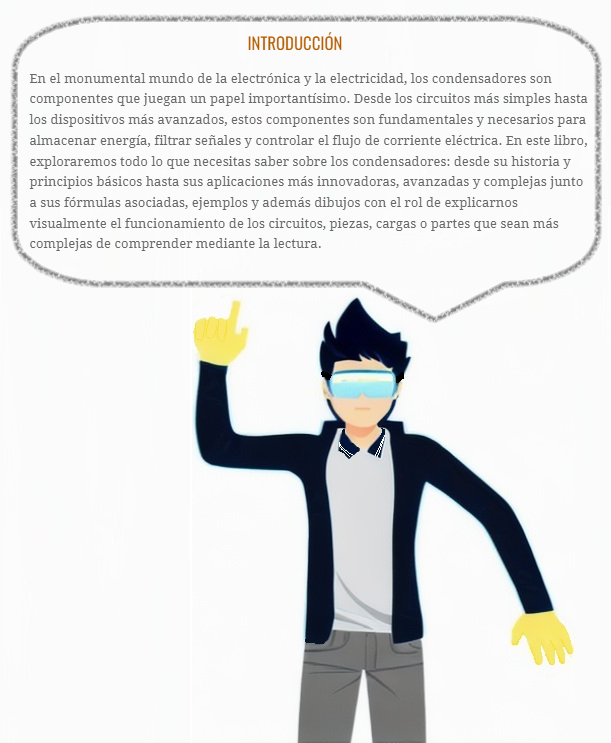 INTRODUCCIÓN
En el monumental mundo de la electrónica y la electricidad, los condensadores son
componentes que juegan un papel importantísimo. Desde los circuitos más simples hasta
los dispositivos más avanzados, estos componentes son fundamentales y necesarios para
almacenar energía, filtrar señales y controlar el flujo de corriente eléctrica. En este libro,
exploraremos todo lo que necesitas saber sobre los condensadores: desde su historia y
principios básicos hasta sus aplicaciones más innovadoras, avanzadas y complejas junto
a sus fórmulas asociadas, ejemplos y además dibujos con el rol de explicarnos
visualmente el funcionamiento de los circuitos, piezas, cargas o partes que sean más
complejas de comprender mediante la lectura.